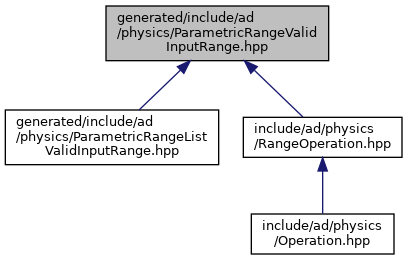 generated/include/ad
/physics/ParametricRangeValid
InputRange.hpp
generated/include/ad
/physics/ParametricRangeList
ValidInputRange.hpp
include/ad/physics
/RangeOperation.hpp
include/ad/physics
/Operation.hpp